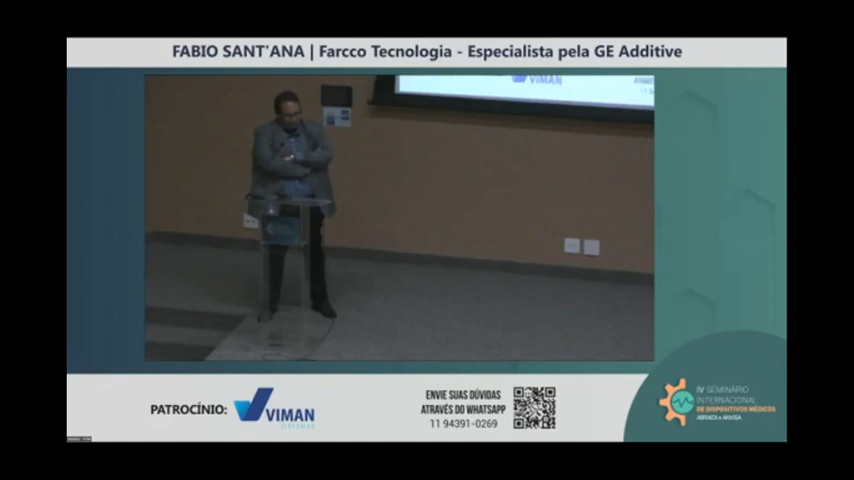 FABIO SANT'ANA | Farcco Tecnologia - Especialista pela GE Additive
VIMAN
PATROCÍNIO:
VIMAN
SISTEMAS
ENVIE SUAS DÚVIDAS
ATRAVÉS DO WHATSAPP
11 94391-0269
IV SEMINÁRIO
INTERNACIONAL
DE DISPOSITIVOS MÉDICOS